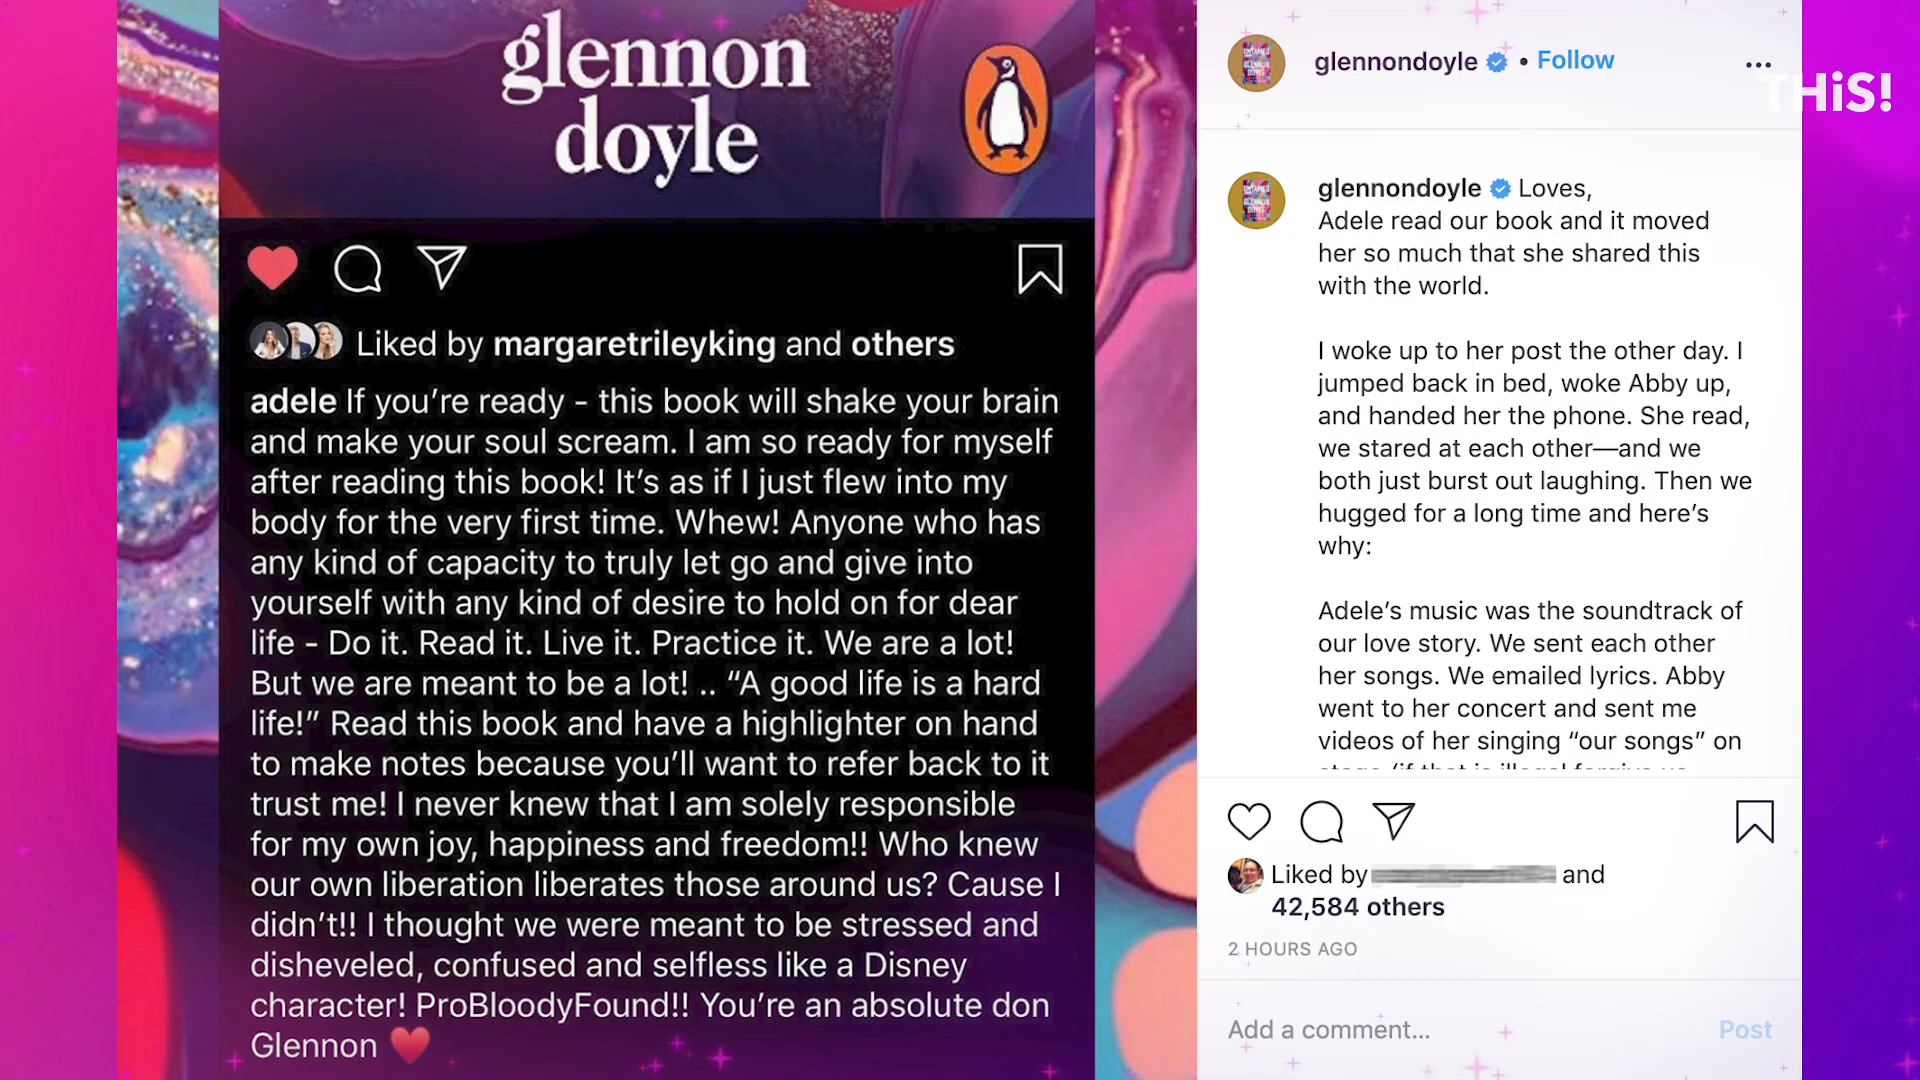 glennon
doyle
Liked by margaretrileyking and others
adele If you’re ready - this book will shake your brain
and make your soul scream. I am so ready for myself
after reading this book! It’s as if I just flew into my
body for the very first time. Whew! Anyone who has
any kind of capacity to truly let go and give into
yourself with any kind of desire to hold on for dear
life - Do it. Read it. Live it. Practice it. We are a lot!
But we are meant to be a lot! .. “A good life is a hard
life!” Read this book and have a highlighter on hand
to make notes because you’ll want to refer back to it
trust me! I never knew that I am solely responsible
for my own joy, happiness and freedom!! Who knew
our own liberation liberates those around us? Cause I
didn’t!! I thought we were meant to be stressed and
disheveled, confused and selfless like a Disney
character! ProBloodyFound!! You’re an absolute don
Glennon ❤️
glennondoyle • Follow
THiS!
glennondoyle Loves,
Adele read our book and it moved
her so much that she shared this
with the world.
I woke up to her post the other day. I
jumped back in bed, woke Abby up,
and handed her the phone. She read,
we stared at each other—and we
both just burst out laughing. Then we
hugged for a long time and here’s
why:
Adele’s music was the soundtrack of
our love story. We sent each other
her songs. We emailed lyrics. Abby
went to her concert and sent me
videos of her singing “our songs” on
Liked by and
42,584 others
2 HOURS AGO
Add a comment... Post